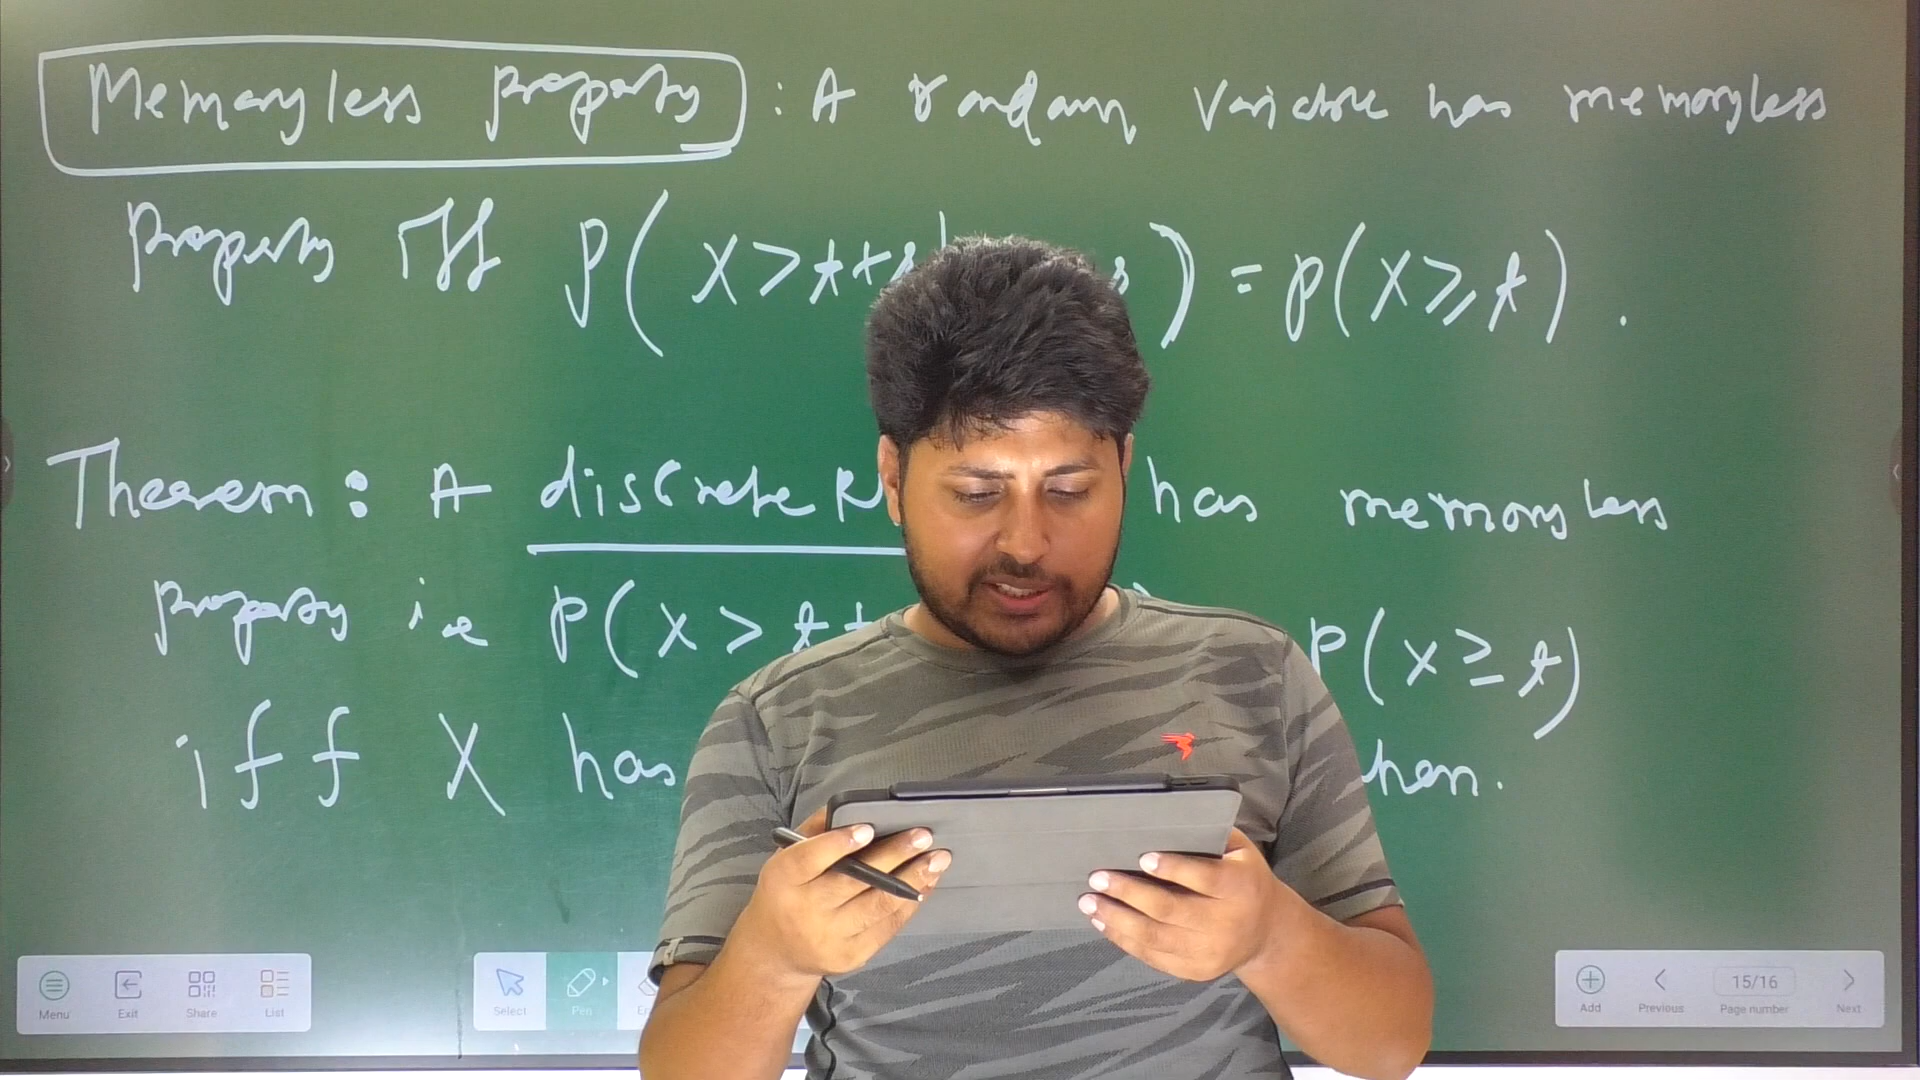 Memoryless property : A random variable has memoryless
property iff P( X > t+s| s ) = P( X ≥ t ) .
Theorem : A discrete R has memoryless
property i.e P( X > t+ P( X ≥ t )
iff X has then.
Menu Exit Share List Select Pen Add Previous 15/16 Page number Next